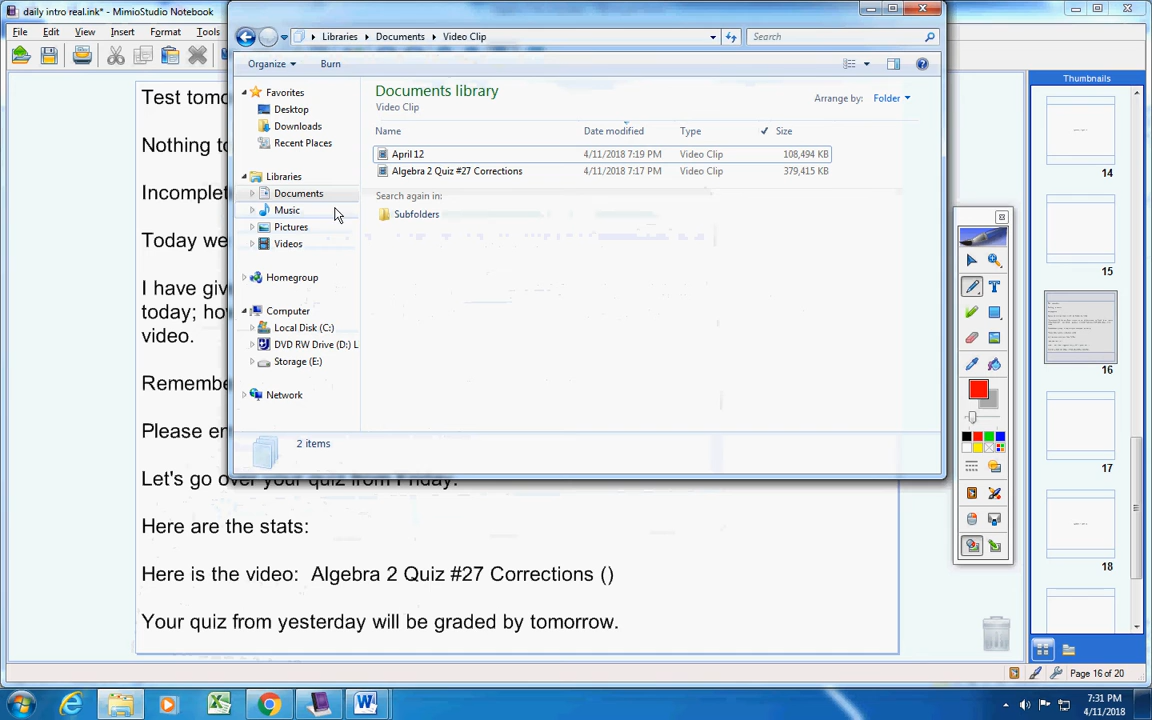 daily intro real.ink* - MimioStudio Notebook
File Edit View Insert Format Tools
Libraries Documents Video Clip
Search
Organize Burn
Favorites
Desktop
Downloads
Recent Places
Libraries
Documents
Music
Pictures
Videos
Homegroup
Computer
Local Disk (C:)
DVD RW Drive (D:) L
Storage (E:)
Network
Documents library
Video Clip
Arrange by: Folder
Name Date modified Type Size
April 12 4/11/2018 7:19 PM Video Clip 108,494 KB
Algebra 2 Quiz #27 Corrections 4/11/2018 7:17 PM Video Clip 379,415 KB
Search again in:
Subfolders
2 items
Test tomo
Nothing to
Incomplet
Today we
I have giv
today; ho
video.
Remembe
Please en
Let's go over your quiz from Friday.
Here are the stats:
Here is the video: Algebra 2 Quiz #27 Corrections ()
Your quiz from yesterday will be graded by tomorrow.
Thumbnails
14
15
16
17
18
Page 16 of 20
7:31 PM
4/11/2018